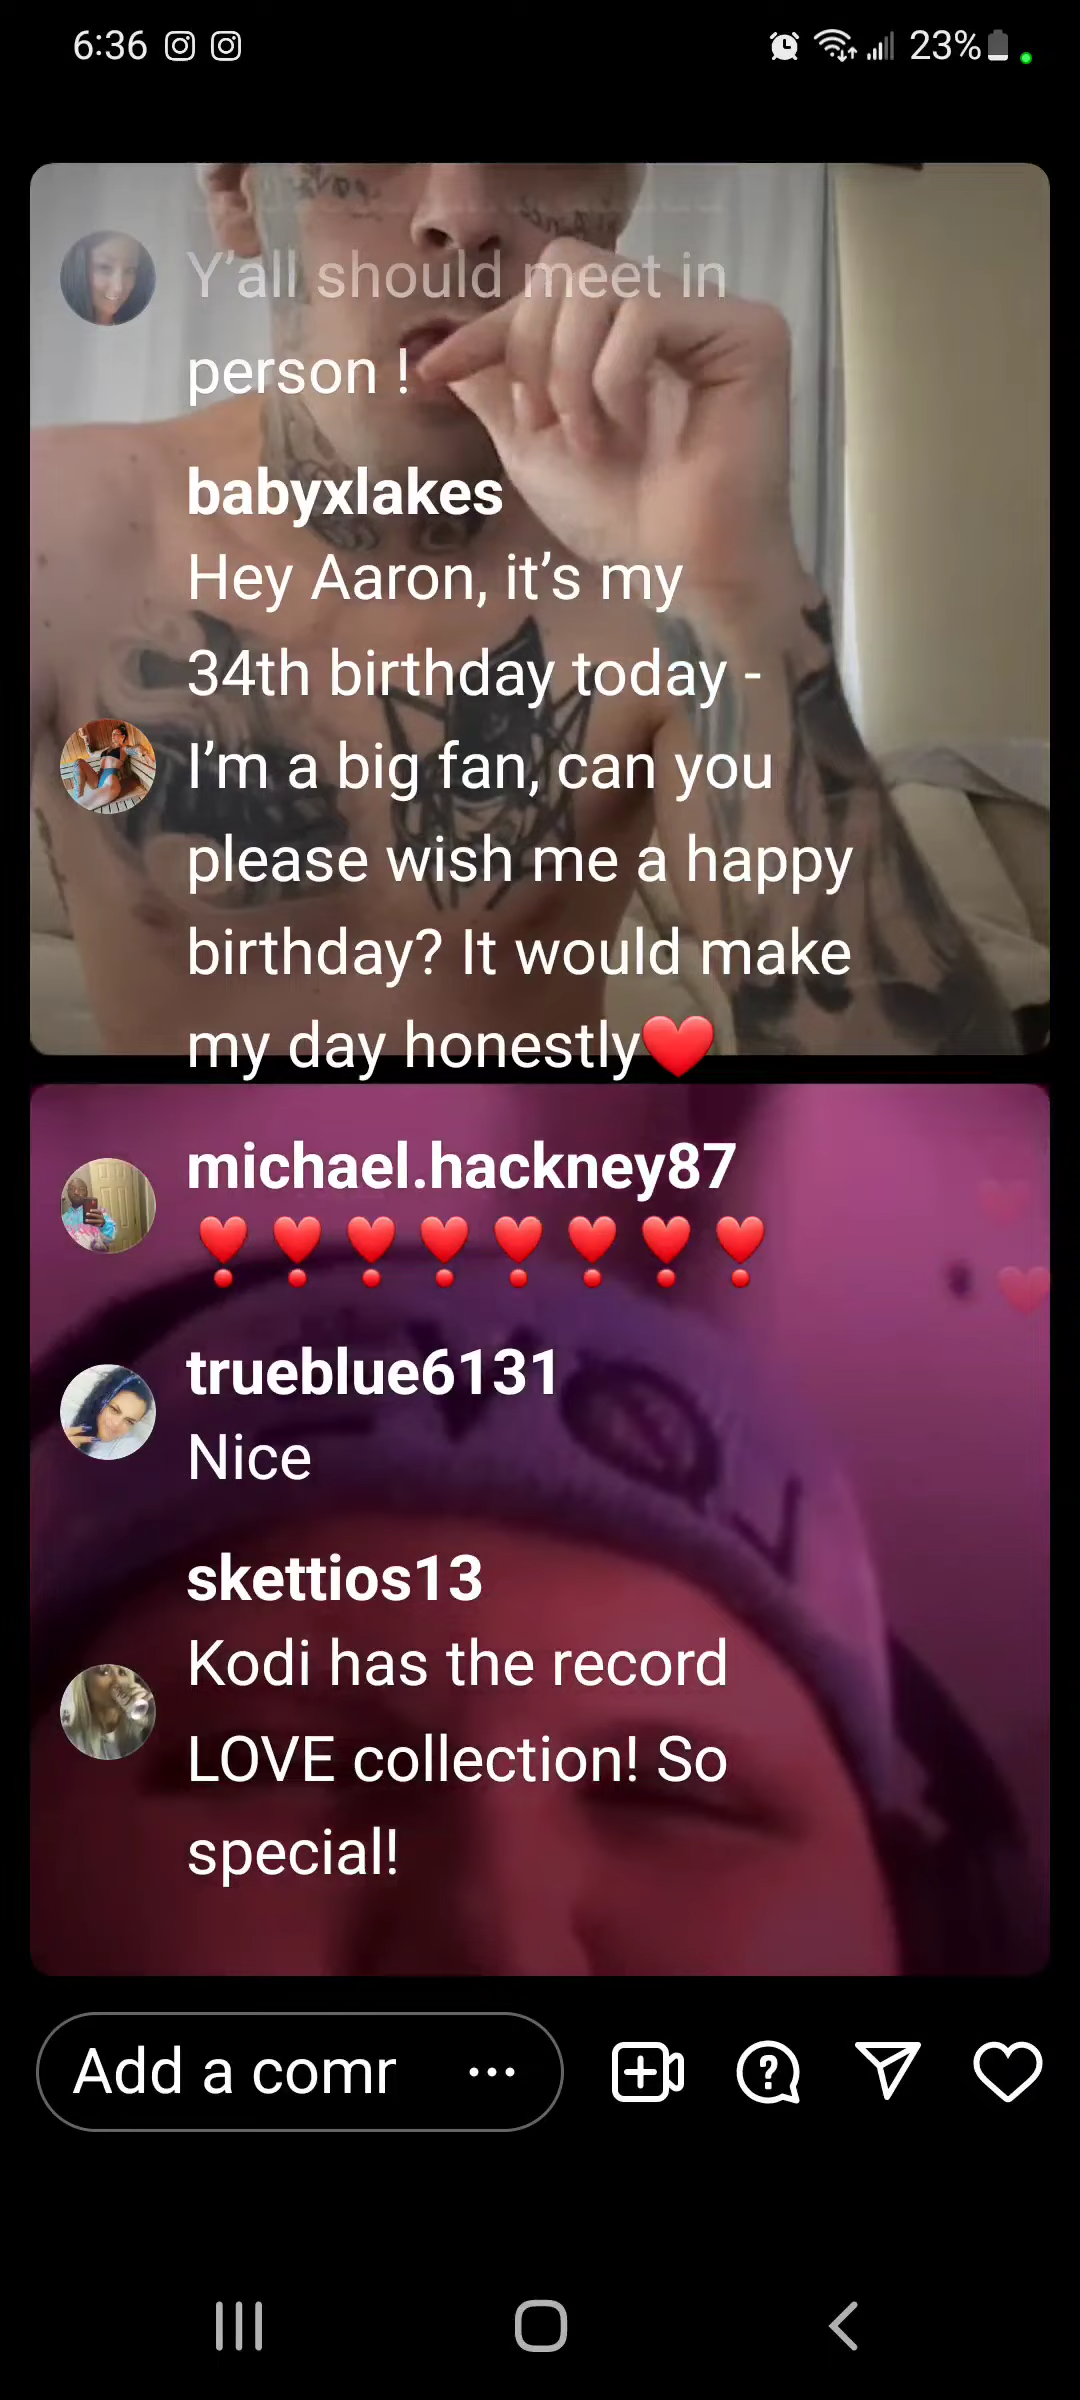 6:36
23%
Y'all should meet in
person !
babyxlakes
Hey Aaron, it's my
34th birthday today -
I'm a big fan, can you
please wish me a happy
birthday? It would make
my day honestly❤️
michael.hackney87
❣️❣️❣️❣️❣️❣️❣️❣️
trueblue6131
Nice
skettios13
Kodi has the record
LOVE collection! So
special!
Add a comr